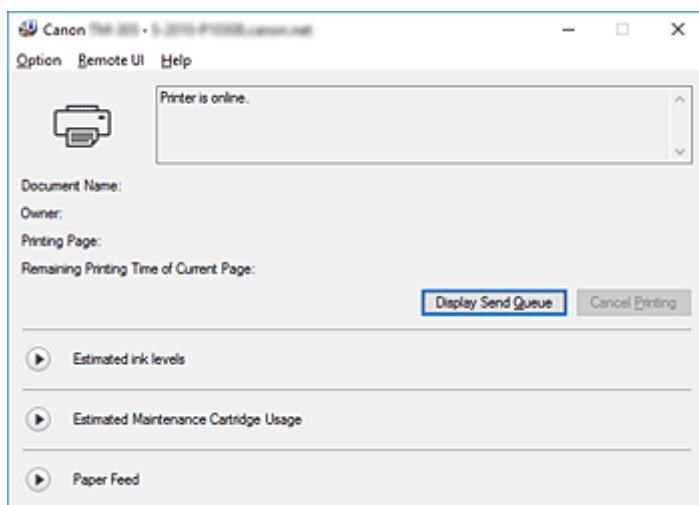 Canon
Option Remote UI Help
Printer is online.
Document Name:
Owner:
Printing Page:
Remaining Printing Time of Current Page:
Display Send Queue Cancel Printing
Estimated ink levels
Estimated Maintenance Cartridge Usage
Paper Feed